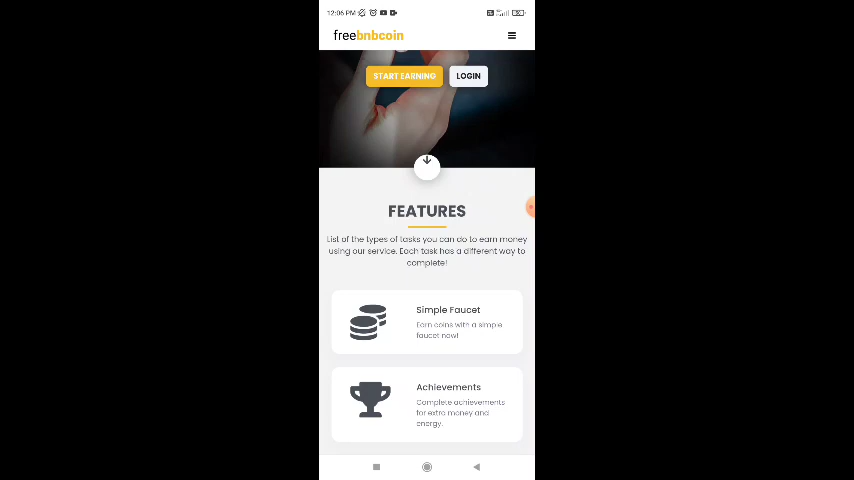 12:06 PM
freebnbcoin
START EARNING LOGIN
FEATURES
List of the types of tasks you can do to earn money
using our service. Each task has a different way to
complete!
Simple Faucet
Earn coins with a simple
faucet now!
Achievements
Complete achievements
for extra money and
energy.